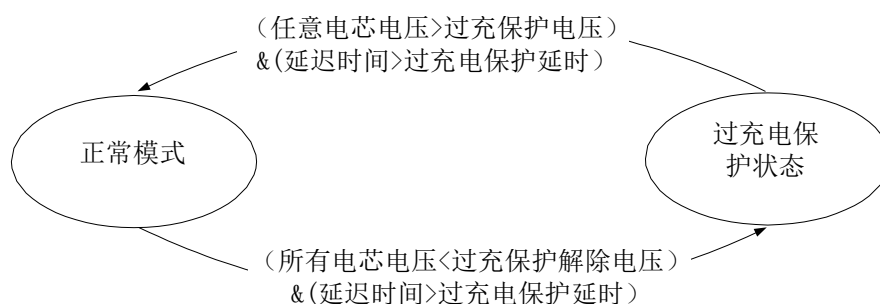 （任意电芯电压>过充保护电压）
&(延迟时间>过充电保护延时）
正常模式
过充电保
护状态
（所有电芯电压<过充保护解除电压）
&(延迟时间>过充电保护延时）